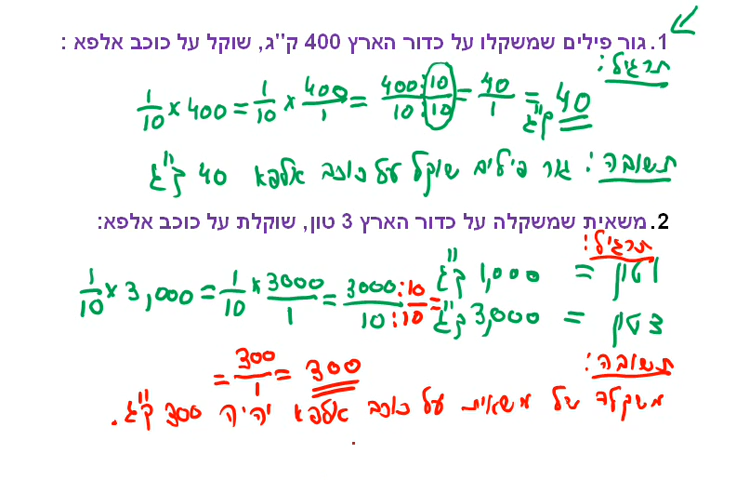 1. גור פילים שמשקלו על כדור הארץ 400 ק"ג, שוקל על כוכב אלפא :
תרגיל:
1/10 × 400 = 1/10 × 400/1 = 400:10/10:10 = 40/1 = 40 ק"ג
תשובה: גור פילים שוקל על כוכב אלפא 40 ק"ג
2. משאית שמשקלה על כדור הארץ 3 טון, שוקלת על כוכב אלפא:
תרגיל:
1 טון = 1,000 ק"ג
3 טון = 3,000 ק"ג
1/10 × 3,000 = 1/10 × 3000/1 = 3000:10/10:10 =
= 300/1 = 300
תשובה:
משקלה של משאית על כוכב אלפא יהיה 300 ק"ג.